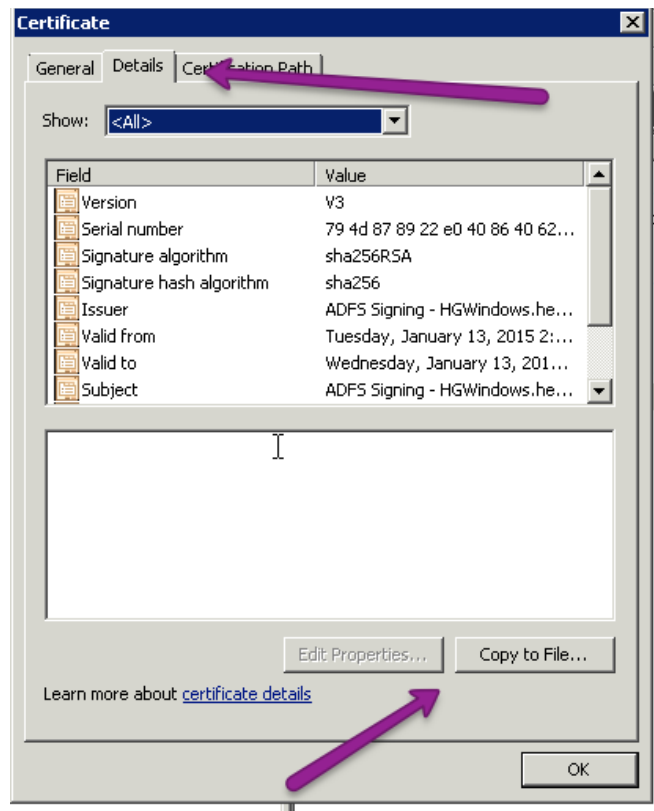 Certificate
General Details Certification Path
Show: <All>
Field Value
Version V3
Serial number 79 4d 87 89 22 e0 40 86 40 62...
Signature algorithm sha256RSA
Signature hash algorithm sha256
Issuer ADFS Signing - HGWindows.he...
Valid from Tuesday, January 13, 2015 2:...
Valid to Wednesday, January 13, 201...
Subject ADFS Signing - HGWindows.he...
Edit Properties... Copy to File...
Learn more about certificate details
OK